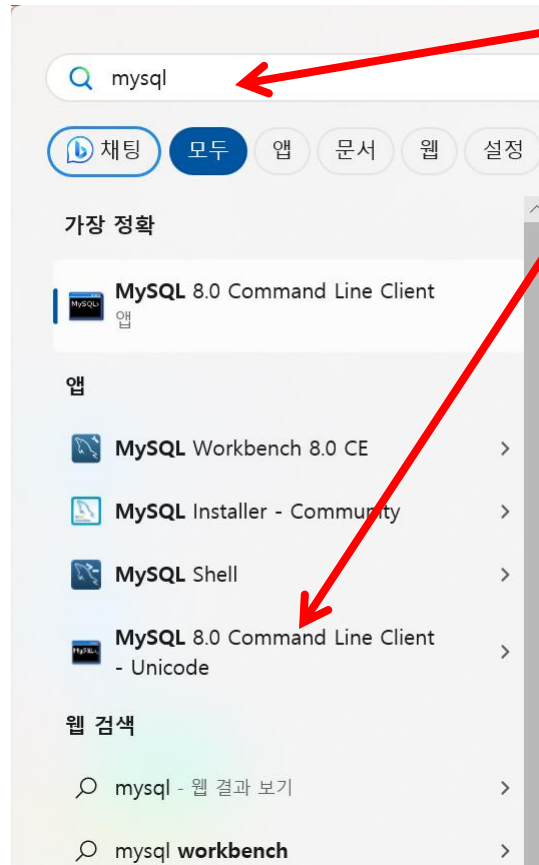 mysql
채팅 모두 앱 문서 웹 설정
가장 정확
MySQL 8.0 Command Line Client
앱
앱
MySQL Workbench 8.0 CE
MySQL Installer - Community
MySQL Shell
MySQL 8.0 Command Line Client
- Unicode
웹 검색
mysql - 웹 결과 보기
mysql workbench